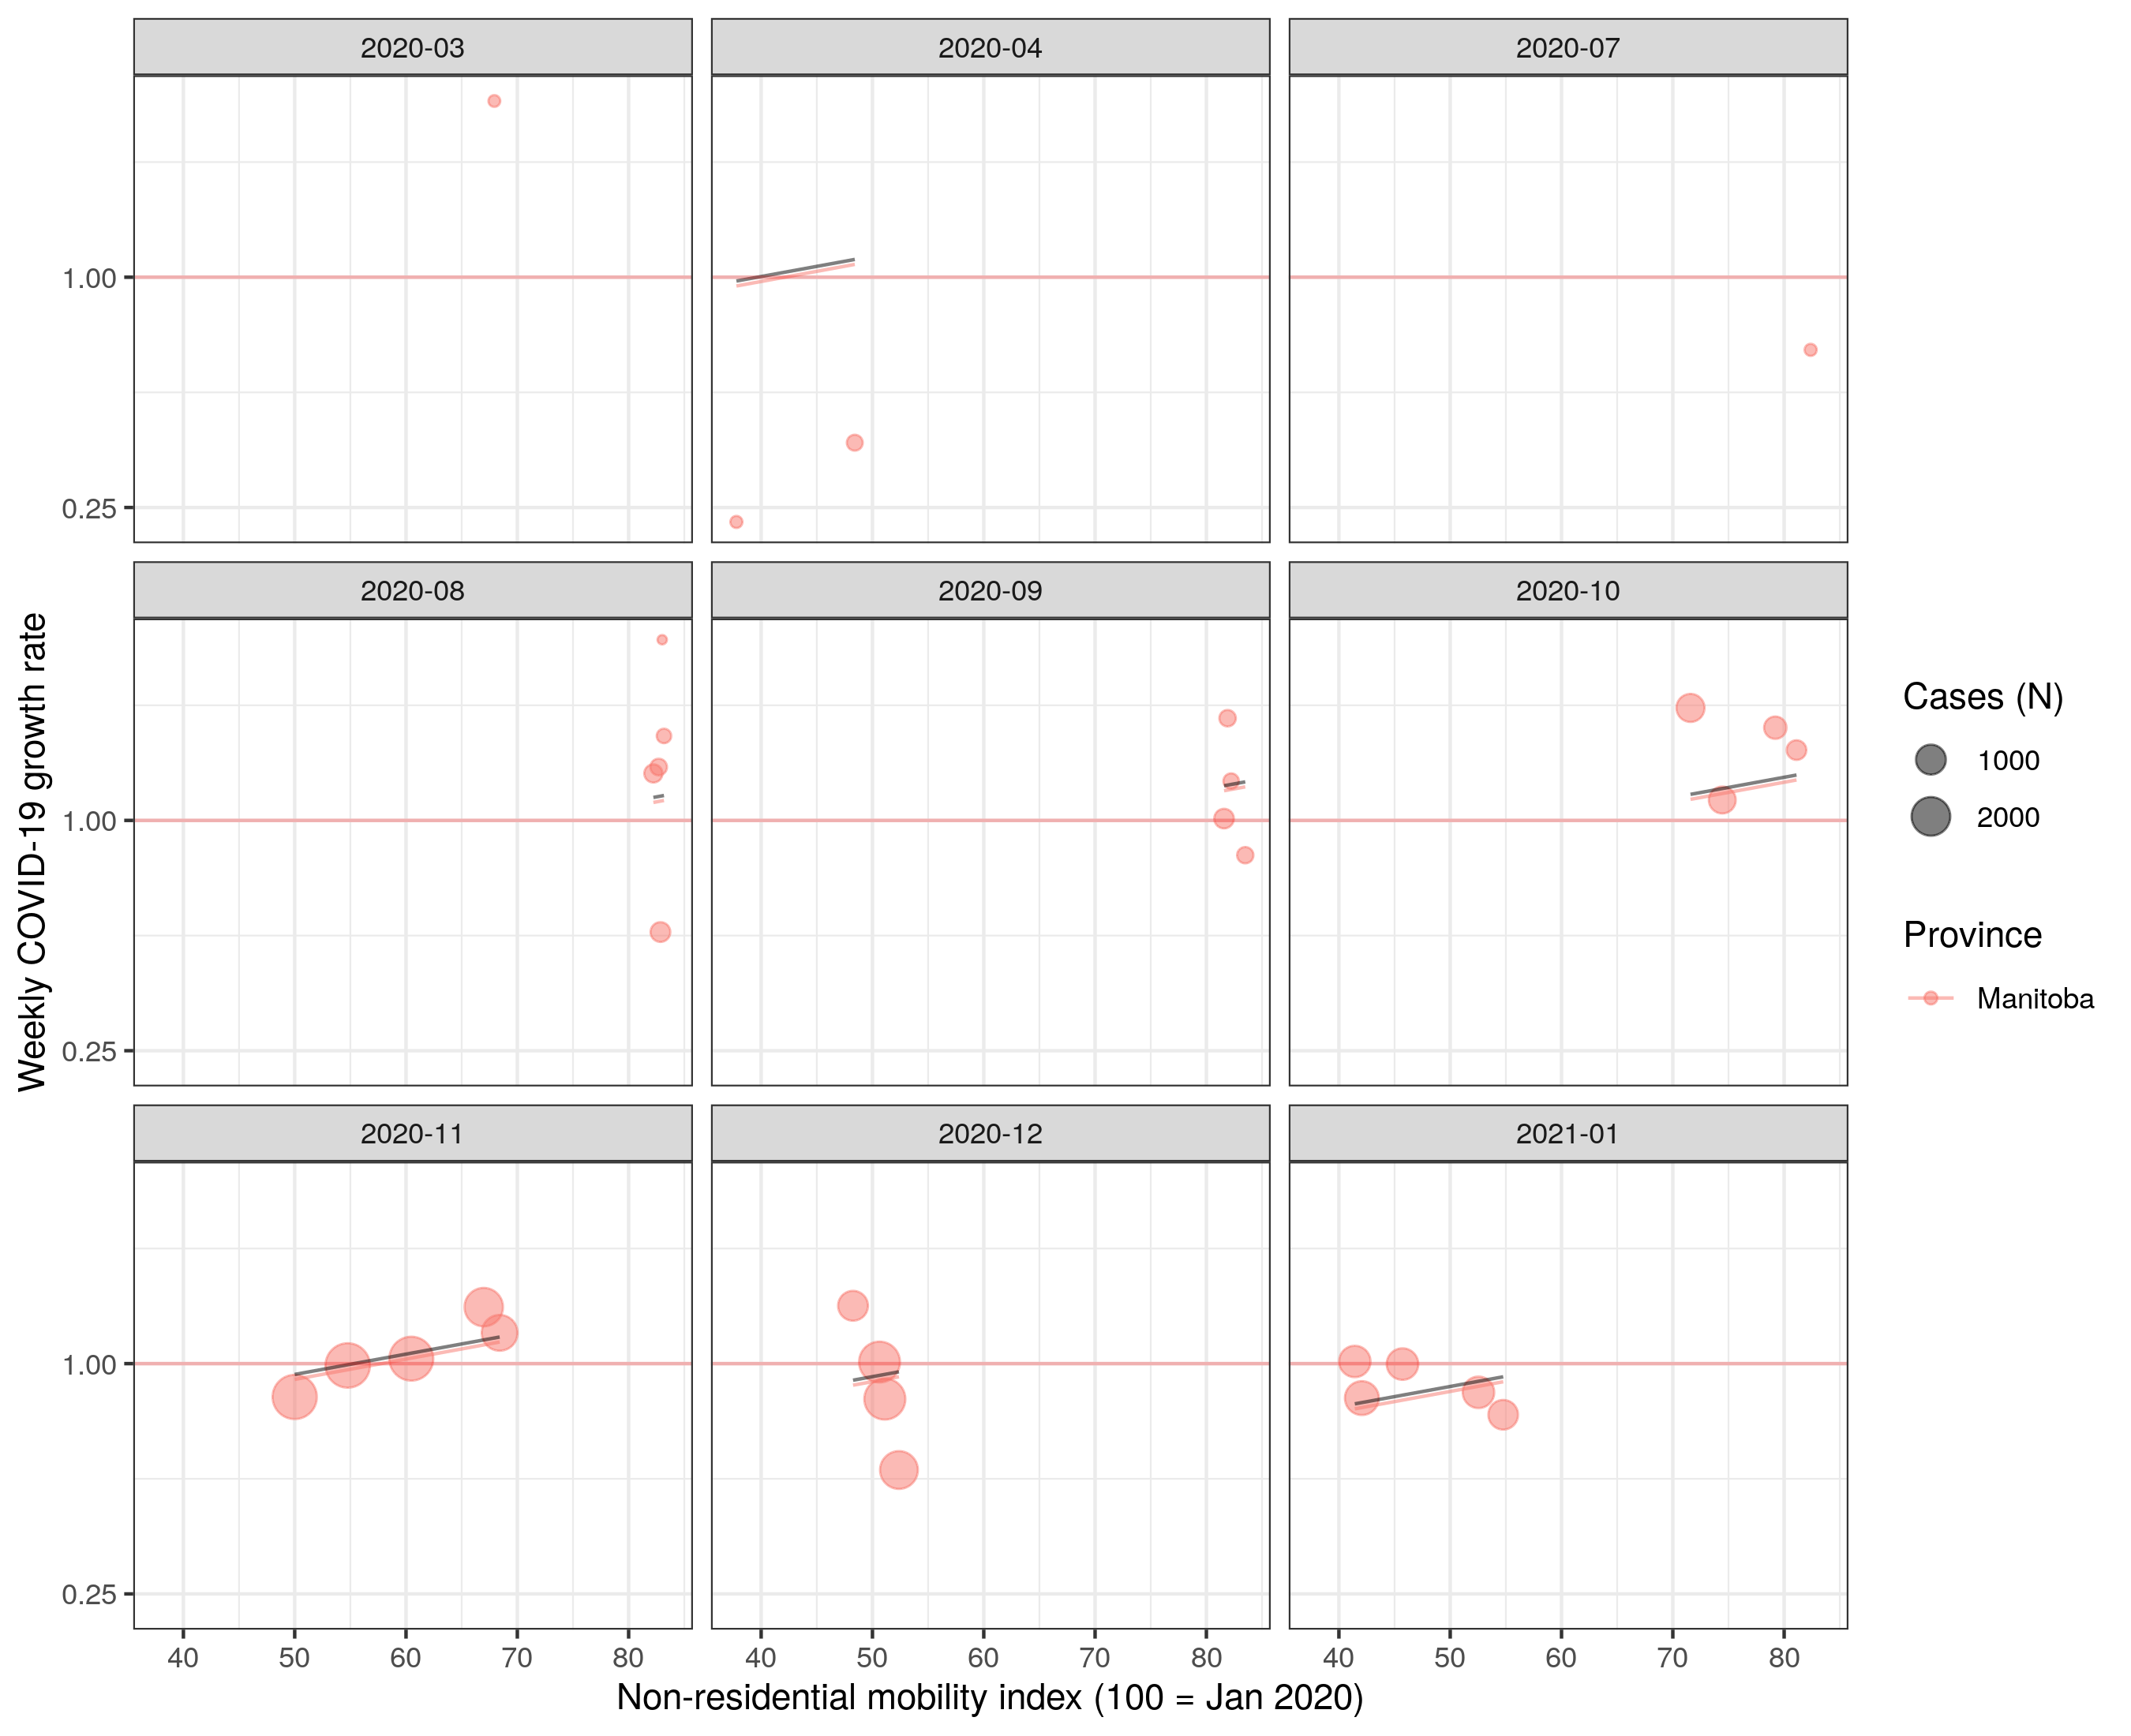 2020-03
2020-04
2020-07
1.00
0.25
2020-08
2020-09
2020-10
1.00
0.25
2020-11
2020-12
2021-01
1.00
0.25
40 50 60 70 80
40 50 60 70 80
40 50 60 70 80
Non-residential mobility index (100 = Jan 2020)
Weekly COVID-19 growth rate
Cases (N)
1000
2000
Province
Manitoba